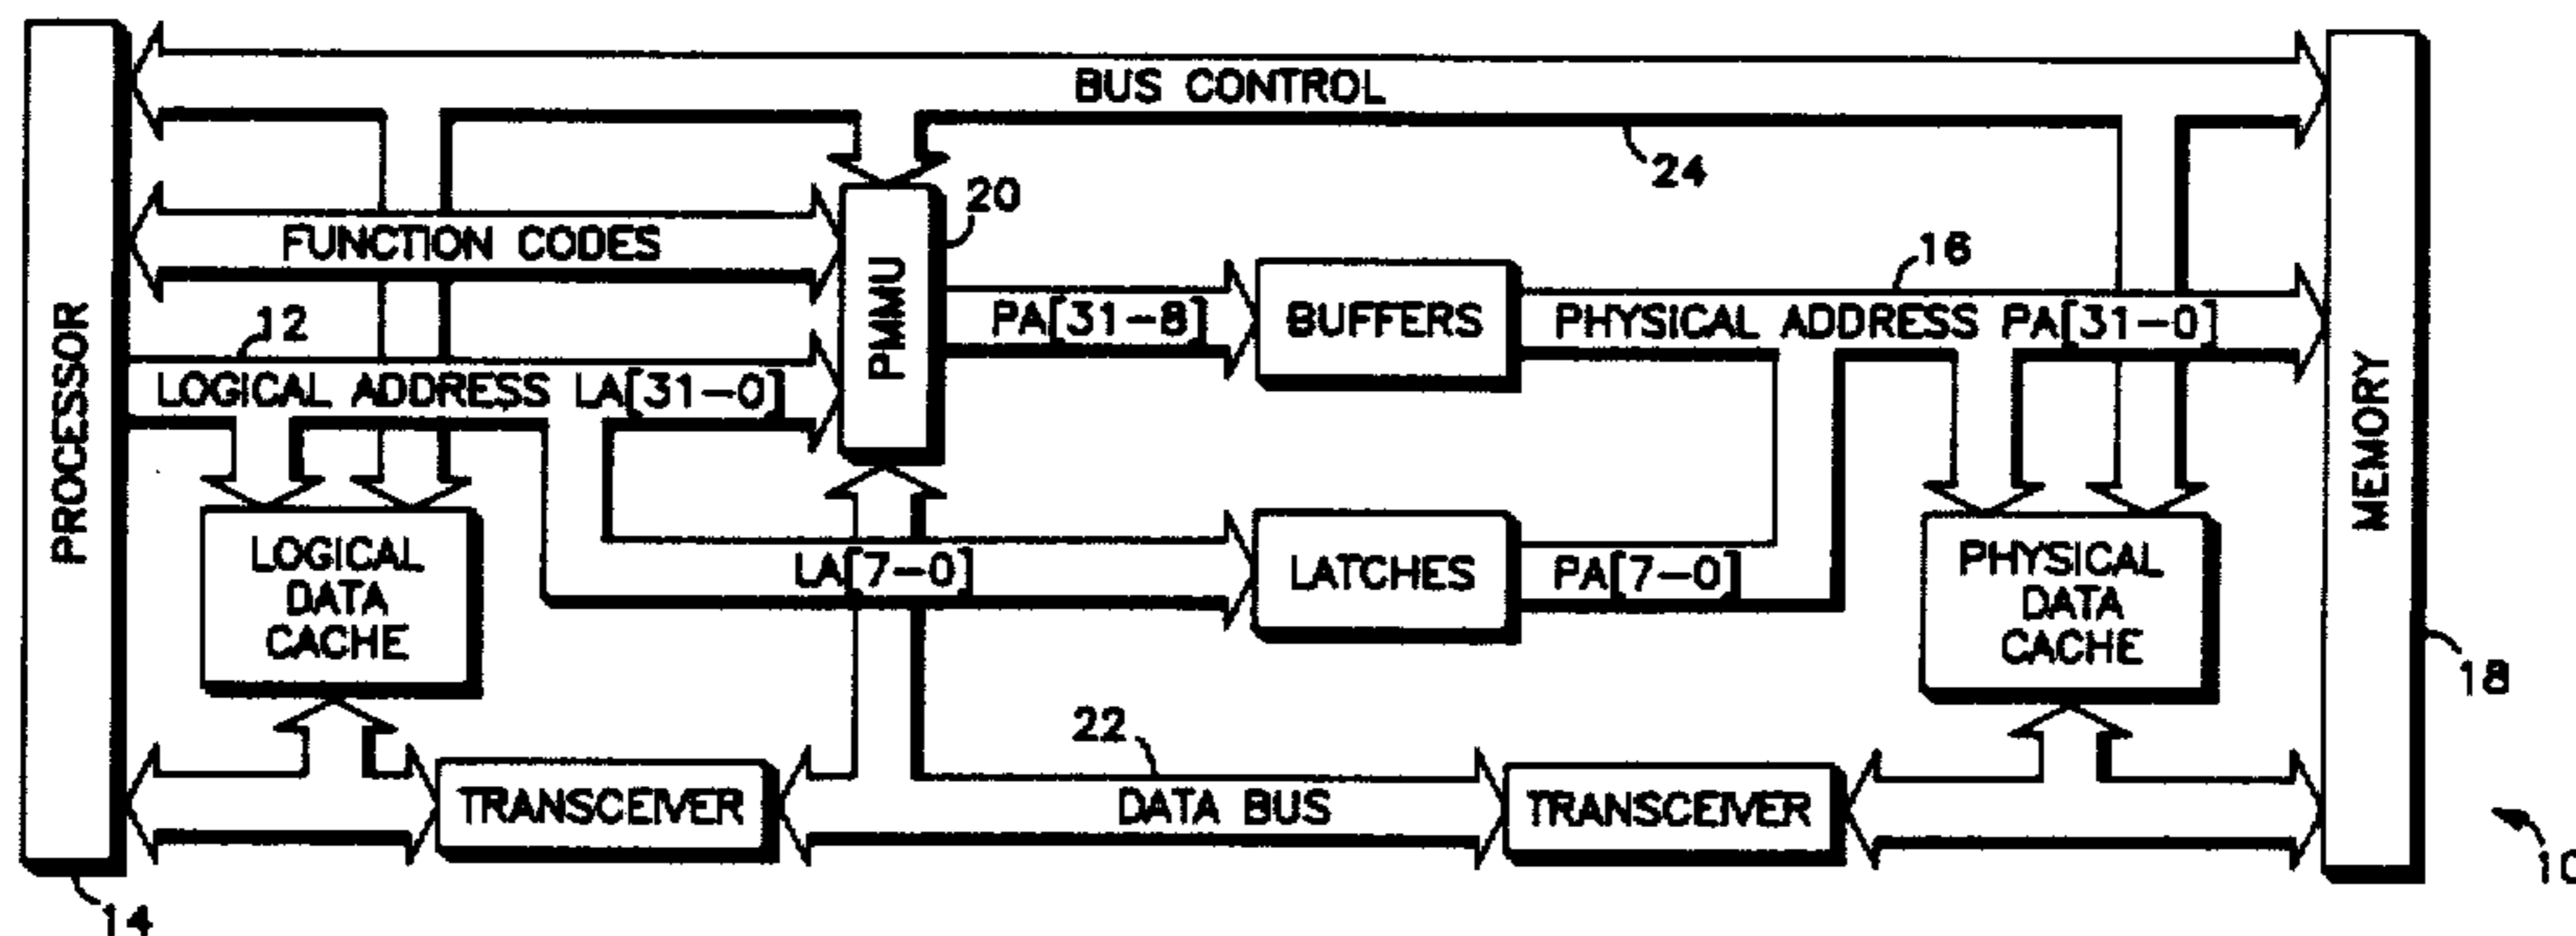 BUS CONTROL
24
20
FUNCTION CODES
16
12
PROCESSOR
PMMU
PA[31-8]
BUFFERS
PHYSICAL ADDRESS PA[31-0]
LOGICAL ADDRESS LA[31-0]
MEMORY
LOGICAL
DATA
CACHE
LA[7-0]
LATCHES
PA[7-0]
PHYSICAL
DATA
CACHE
18
22
TRANSCEIVER
DATA BUS
TRANSCEIVER
10
14